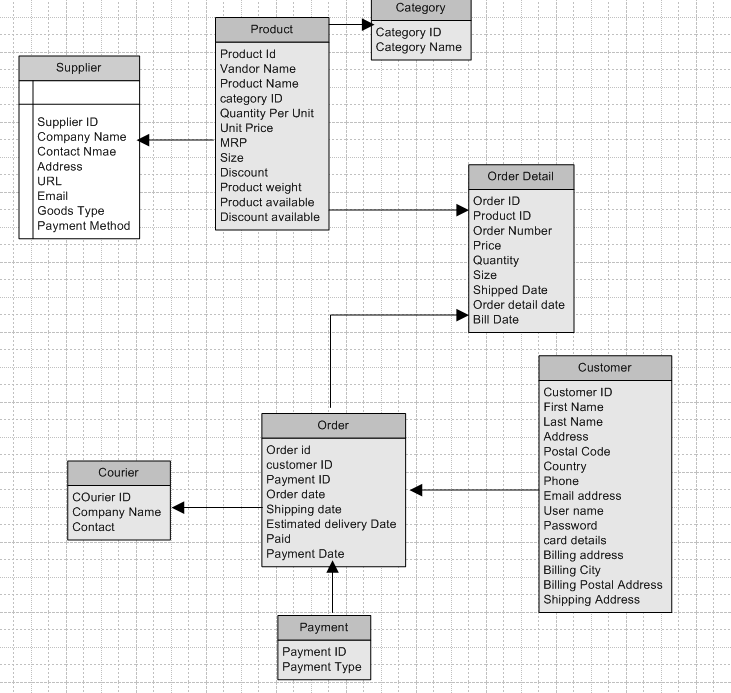 Category
Category ID
Category Name
Product
Product Id
Vandor Name
Product Name
category ID
Quantity Per Unit
Unit Price
MRP
Size
Discount
Product weight
Product available
Discount available
Supplier
Supplier ID
Company Name
Contact Nmae
Address
URL
Email
Goods Type
Payment Method
Order Detail
Order ID
Product ID
Order Number
Price
Quantity
Size
Shipped Date
Order detail date
Bill Date
Customer
Customer ID
First Name
Last Name
Address
Postal Code
Country
Phone
Email address
User name
Password
card details
Billing address
Billing City
Billing Postal Address
Shipping Address
Order
Order id
customer ID
Payment ID
Order date
Shipping date
Estimated delivery Date
Paid
Payment Date
Courier
COurier ID
Company Name
Contact
Payment
Payment ID
Payment Type